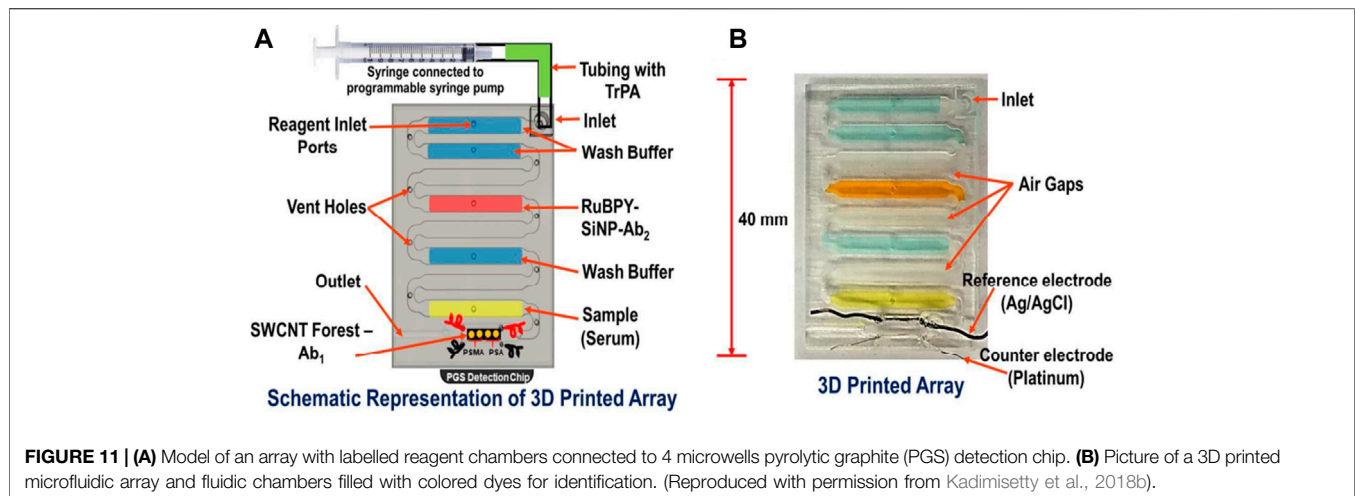 A
Syringe connected to
programmable syringe pump
Tubing with
TrPA
Reagent Inlet
Ports
Inlet
Wash Buffer
Vent Holes
RuBPY-
SiNP-Ab₂
Wash Buffer
Outlet
Sample
(Serum)
SWCNT Forest –
Ab₁
PSMA PSA
PGS Detection Chip
Schematic Representation of 3D Printed Array
B
Inlet
Air Gaps
40 mm
Reference electrode
(Ag/AgCl)
Counter electrode
(Platinum)
3D Printed Array
FIGURE 11 | (A) Model of an array with labelled reagent chambers connected to 4 microwells pyrolytic graphite (PGS) detection chip. (B) Picture of a 3D printed
microfluidic array and fluidic chambers filled with colored dyes for identification. (Reproduced with permission from Kadimisetty et al., 2018b).